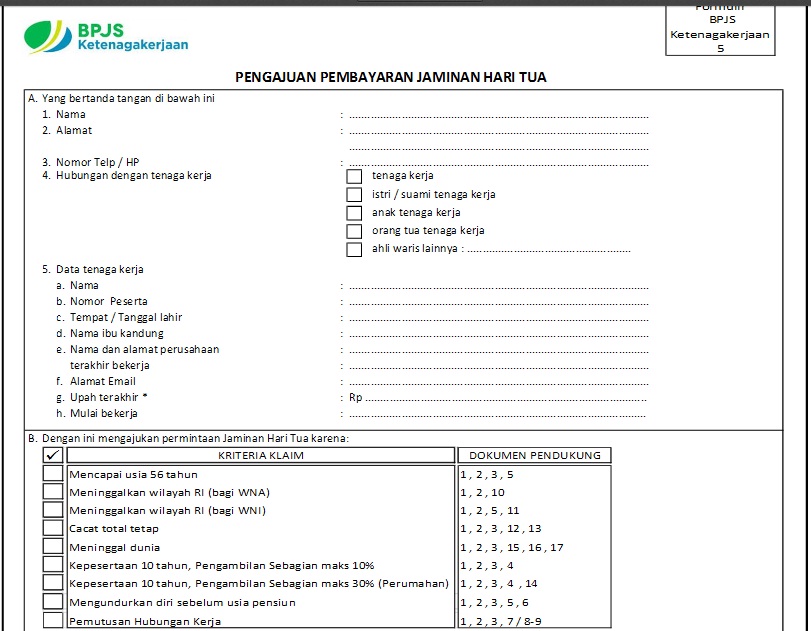 BPJS
Ketenagakerjaan
Formulir
BPJS
Ketenagakerjaan
5
PENGAJUAN PEMBAYARAN JAMINAN HARI TUA
A. Yang bertanda tangan di bawah ini
1. Nama : ....................
2. Alamat : ....................
....................
3. Nomor Telp / HP : ....................
4. Hubungan dengan tenaga kerja
tenaga kerja
istri / suami tenaga kerja
anak tenaga kerja
orang tua tenaga kerja
ahli waris lainnya : ....................
5. Data tenaga kerja
a. Nama : ....................
b. Nomor Peserta : ....................
c. Tempat / Tanggal lahir : ....................
d. Nama ibu kandung : ....................
e. Nama dan alamat perusahaan : ....................
terakhir bekerja : ....................
f. Alamat Email : ....................
g. Upah terakhir * : Rp ....................
h. Mulai bekerja : ....................
B. Dengan ini mengajukan permintaan Jaminan Hari Tua karena:
✓ KRITERIA KLAIM DOKUMEN PENDUKUNG
Mencapai usia 56 tahun 1, 2, 3, 5
Meninggalkan wilayah RI (bagi WNA) 1, 2, 10
Meninggalkan wilayah RI (bagi WNI) 1, 2, 5, 11
Cacat total tetap 1, 2, 3, 12, 13
Meninggal dunia 1, 2, 3, 15, 16, 17
Kepesertaan 10 tahun, Pengambilan Sebagian maks 10% 1, 2, 3, 4
Kepesertaan 10 tahun, Pengambilan Sebagian maks 30% (Perumahan) 1, 2, 3, 4 , 14
Mengundurkan diri sebelum usia pensiun 1, 2, 3, 5, 6
Pemutusan Hubungan Kerja 1, 2, 3, 7 / 8-9